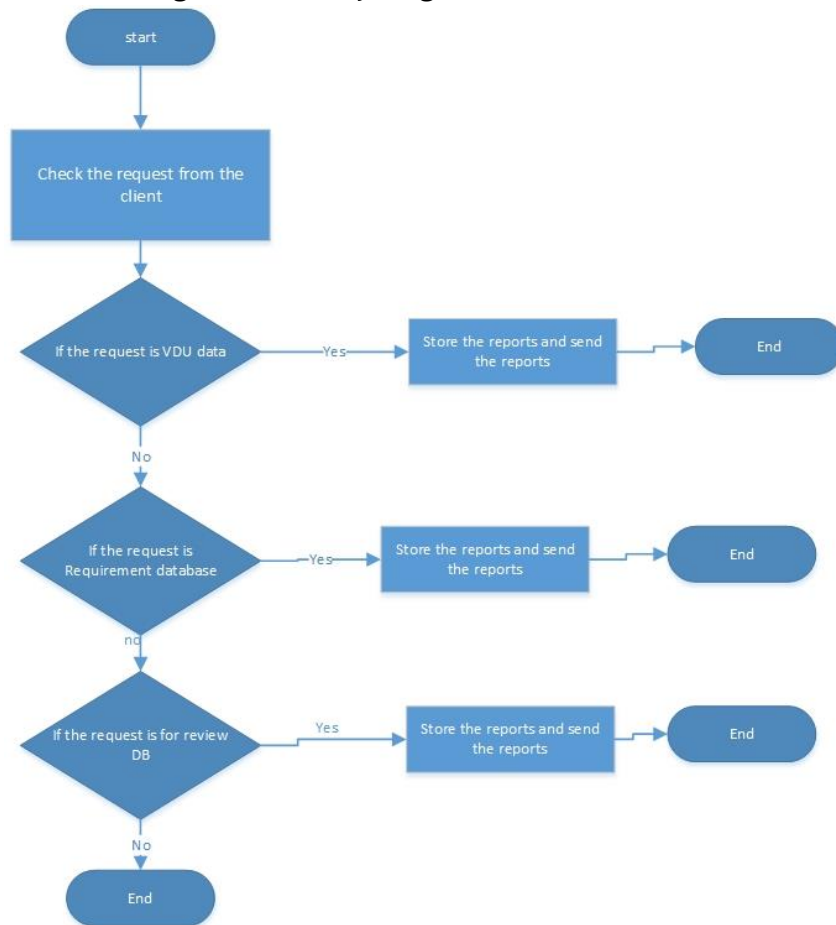 start
Check the request from the
client
If the request is VDU data
Yes
Store the reports and send
the reports
End
No
If the request is
Requirement database
Yes
Store the reports and send
the reports
End
no
If the request is for review
DB
Yes
Store the reports and send
the reports
End
No
End